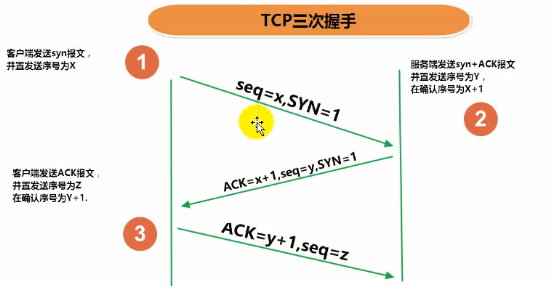 TCP三次握手
客户端发送syn报文,
并置发送序号为X
1
服务端发送syn+ACK报文
并置发送序号为Y,
在确认序号为X+1
2
seq=x,SYN=1
ACK=x+1,seq=y,SYN=1
客户端发送ACK报文,
并置发送序号为Z
在确认序号为Y+1.
3
ACK=y+1,seq=z